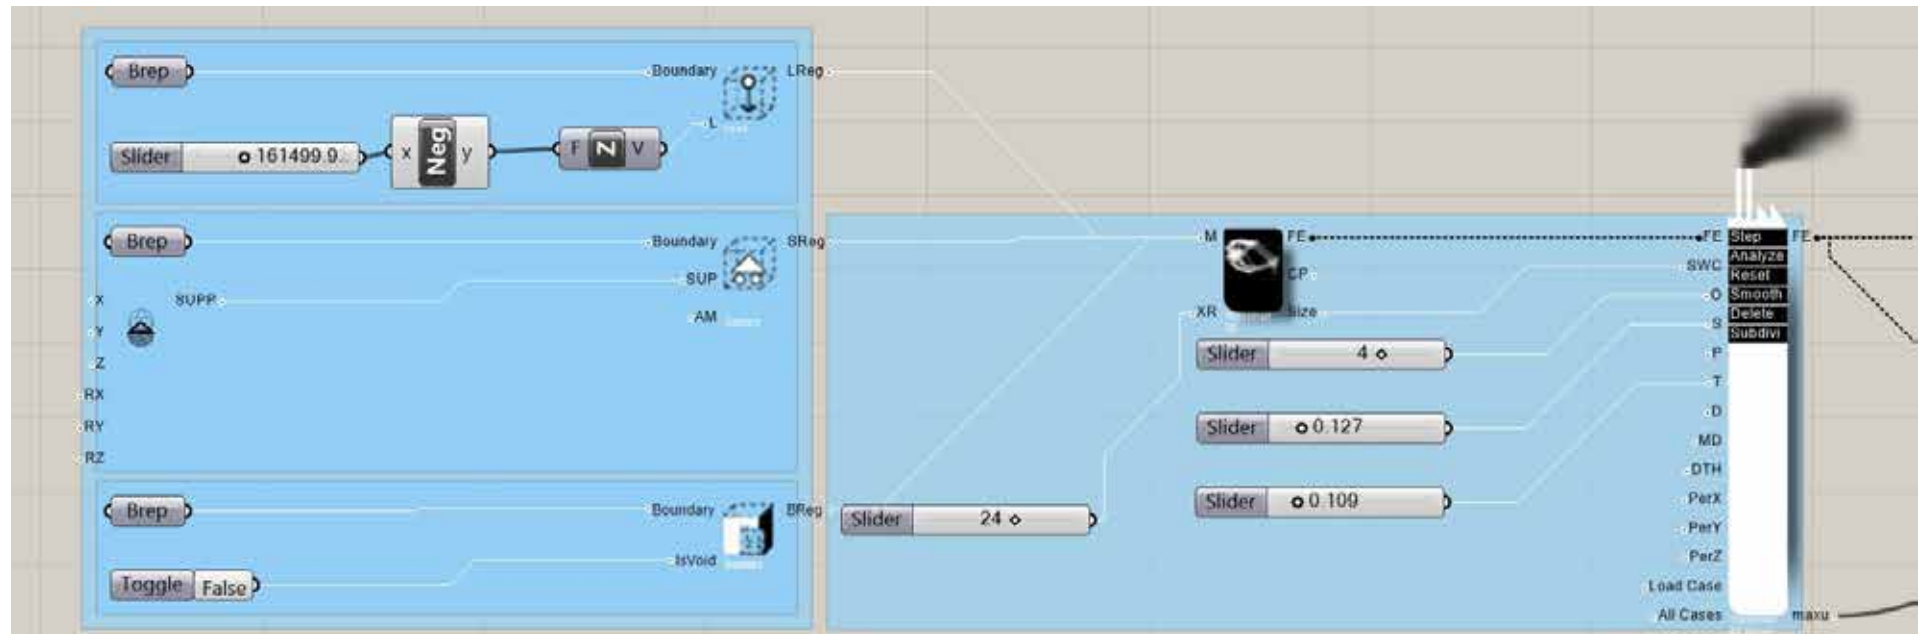 Brep
Boundary
LReg
L
Slider 161499.9..
x Neg y
F Z V
Brep
Boundary
SReg
SUP
AM
X
SUPP
Y
Z
RX
RY
RZ
Brep
Boundary
BReg
IsVoid
Toggle False
Slider 24
M FE
CP
XR Size
Slider 4
Slider 0.127
Slider 0.109
FE Step FE
Analyze
SWC Reset
O Smooth
Delete
S Subdivi
P
T
D
MD
DTH
PerX
PerY
PerZ
Load Case
All Cases
maxu